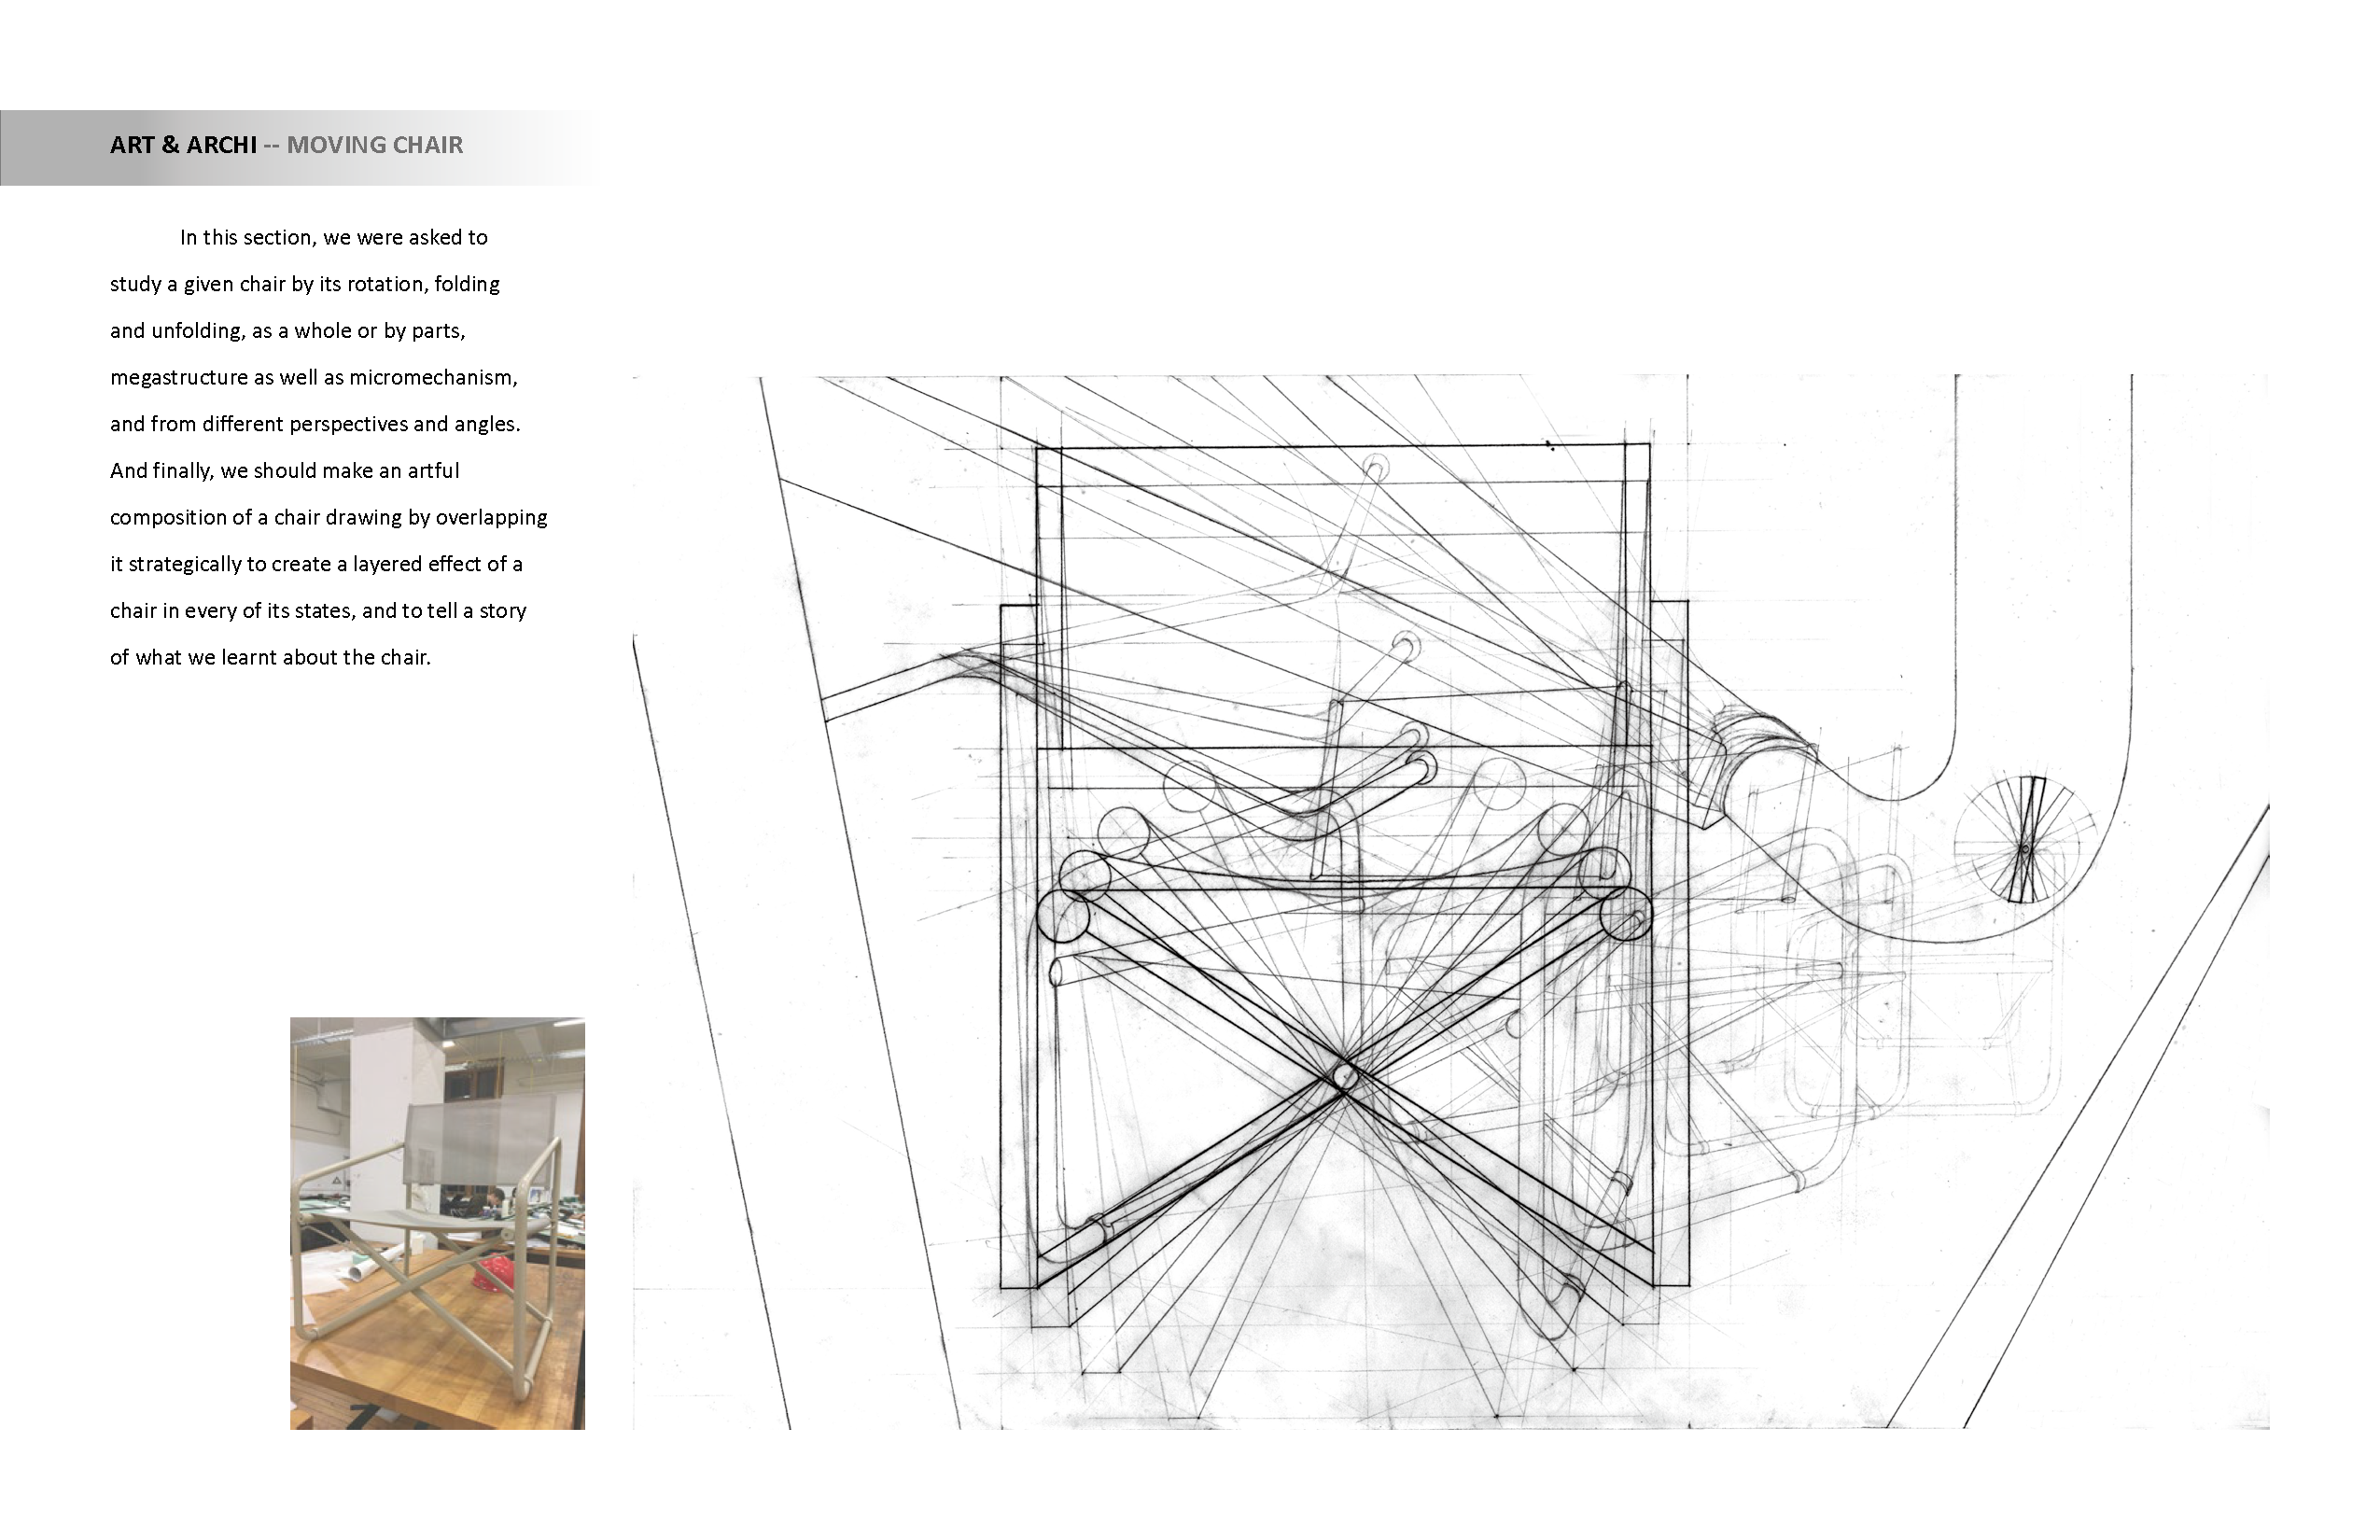 ART & ARCHI -- MOVING CHAIR
In this section, we were asked to
study a given chair by its rotation, folding
and unfolding, as a whole or by parts,
megastructure as well as micromechanism,
and from different perspectives and angles.
And finally, we should make an artful
composition of a chair drawing by overlapping
it strategically to create a layered effect of a
chair in every of its states, and to tell a story
of what we learnt about the chair.